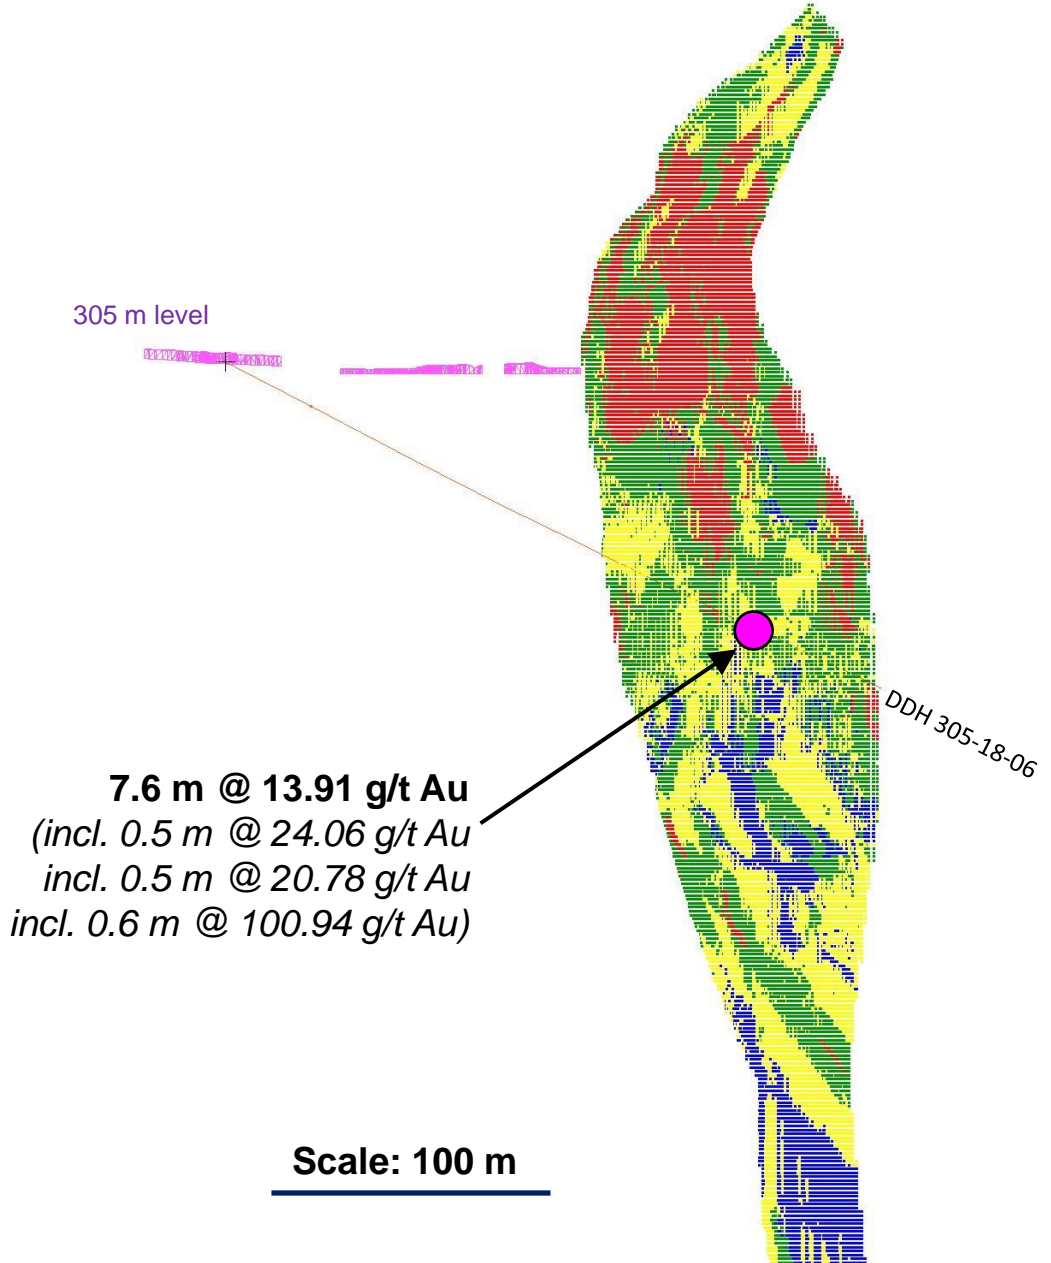 305 m level
DDH 305-18-06
7.6 m @ 13.91 g/t Au
(incl. 0.5 m @ 24.06 g/t Au
incl. 0.5 m @ 20.78 g/t Au
incl. 0.6 m @ 100.94 g/t Au)
Scale: 100 m